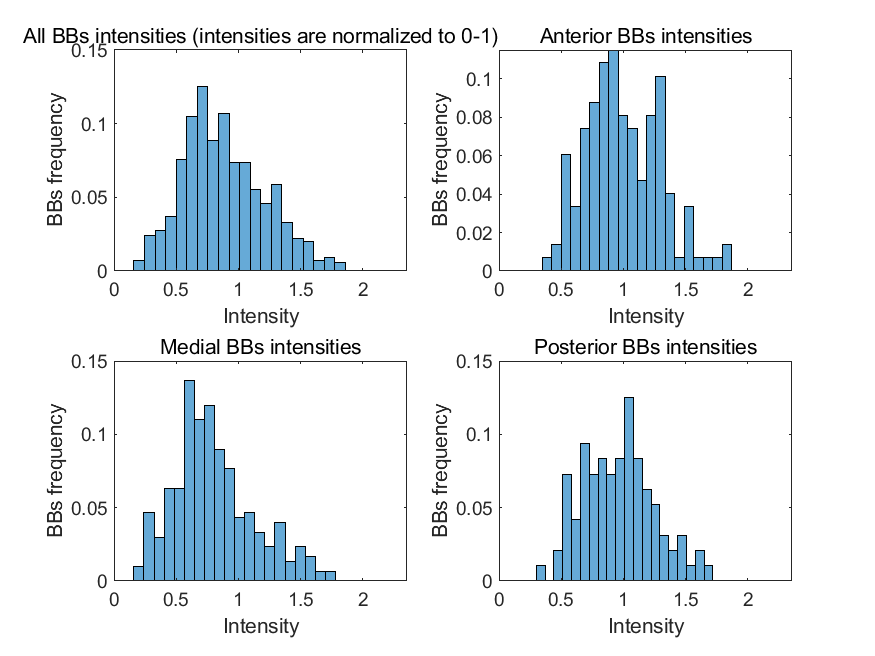 All BBs intensities (intensities are normalized to 0-1)
BBs frequency
0.15
0.1
0.05
0
0 0.5 1 1.5 2
Intensity
Anterior BBs intensities
BBs frequency
0.1
0.08
0.06
0.04
0.02
0
0 0.5 1 1.5 2
Intensity
Medial BBs intensities
BBs frequency
0.15
0.1
0.05
0
0 0.5 1 1.5 2
Intensity
Posterior BBs intensities
BBs frequency
0.15
0.1
0.05
0
0 0.5 1 1.5 2
Intensity